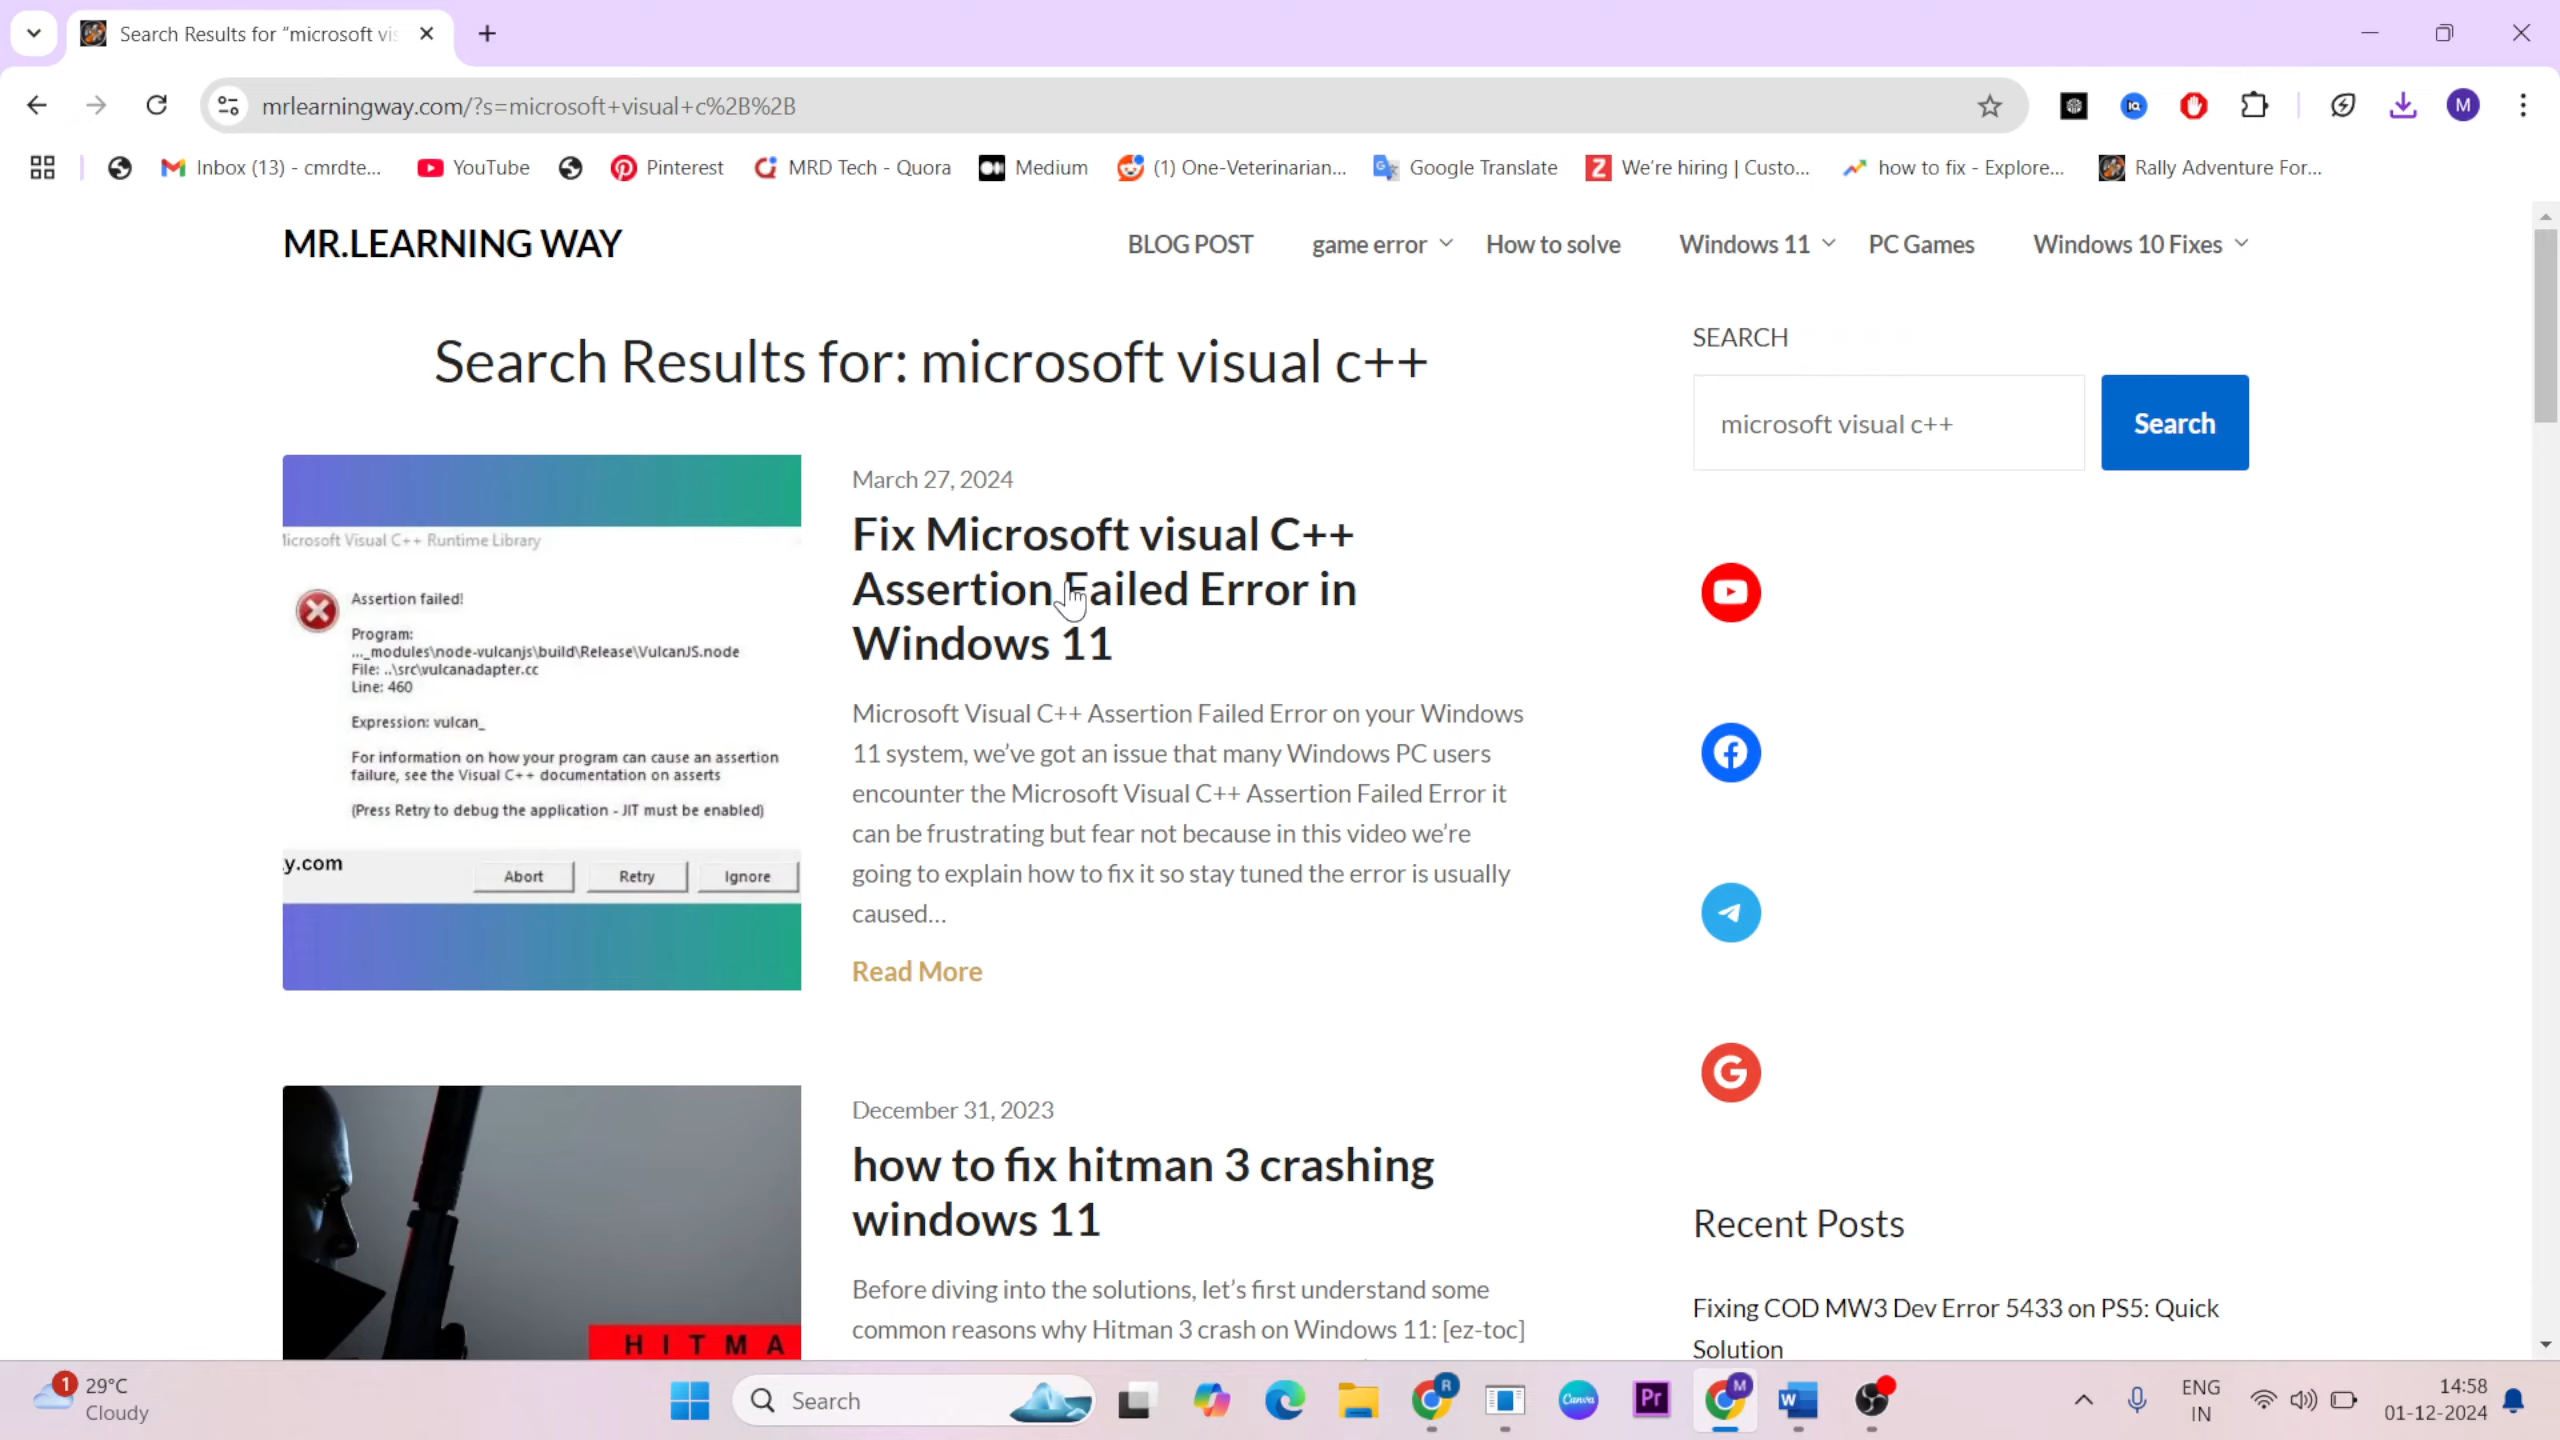 Search Results for “microsoft vis
mrlearningway.com/?s=microsoft+visual+c%2B%2B
M
Inbox (13) - cmrdte...
YouTube
Pinterest
MRD Tech - Quora
Medium
(1) One-Veterinarian...
Google Translate
We're hiring | Custo...
how to fix - Explore...
Rally Adventure For...
MR.LEARNING WAY
BLOG POST
game error
How to solve
Windows 11
PC Games
Windows 10 Fixes
Search Results for: microsoft visual c++
SEARCH
microsoft visual c++
Search
Microsoft Visual C++ Runtime Library
Assertion failed!
Program:
..._modules\node-vulcanjs\build\Release\VulcanJS.node
File: ..\src\vulcanadapter.cc
Line: 460
Expression: vulcan_
For information on how your program can cause an assertion
failure, see the Visual C++ documentation on asserts
(Press Retry to debug the application - JIT must be enabled)
y.com
Abort
Retry
Ignore
March 27, 2024
Fix Microsoft visual C++
Assertion Failed Error in
Windows 11
Microsoft Visual C++ Assertion Failed Error on your Windows
11 system, we've got an issue that many Windows PC users
encounter the Microsoft Visual C++ Assertion Failed Error it
can be frustrating but fear not because in this video we're
going to explain how to fix it so stay tuned the error is usually
caused...
Read More
HITMA
December 31, 2023
how to fix hitman 3 crashing
windows 11
Before diving into the solutions, let's first understand some
common reasons why Hitman 3 crash on Windows 11: [ez-toc]
Recent Posts
Fixing COD MW3 Dev Error 5433 on PS5: Quick
Solution
1
29°C
Cloudy
Search
R
Canva
Pr
M
W
ENG
IN
14:58
01-12-2024